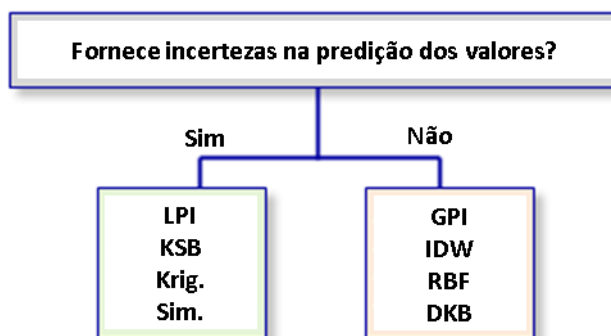 Fornece incertezas na predição dos valores?
Sim
Não
LPI
KSB
Krig.
Sim.
GPI
IDW
RBF
DKB